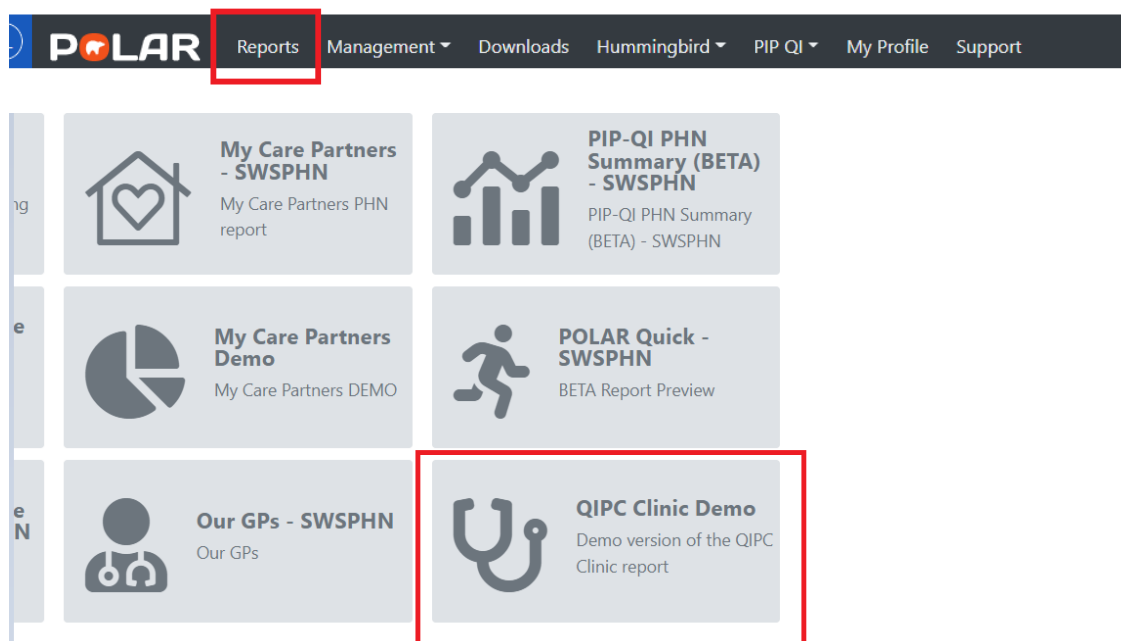 POLAR Reports Management Downloads Hummingbird PIP QI My Profile Support
ng
My Care Partners
- SWSPHN
My Care Partners PHN
report
PIP-QI PHN
Summary (BETA)
- SWSPHN
PIP-QI PHN Summary
(BETA) - SWSPHN
e
My Care Partners
Demo
My Care Partners DEMO
POLAR Quick -
SWSPHN
BETA Report Preview
e
N
Our GPs - SWSPHN
Our GPs
QIPC Clinic Demo
Demo version of the QIPC
Clinic report